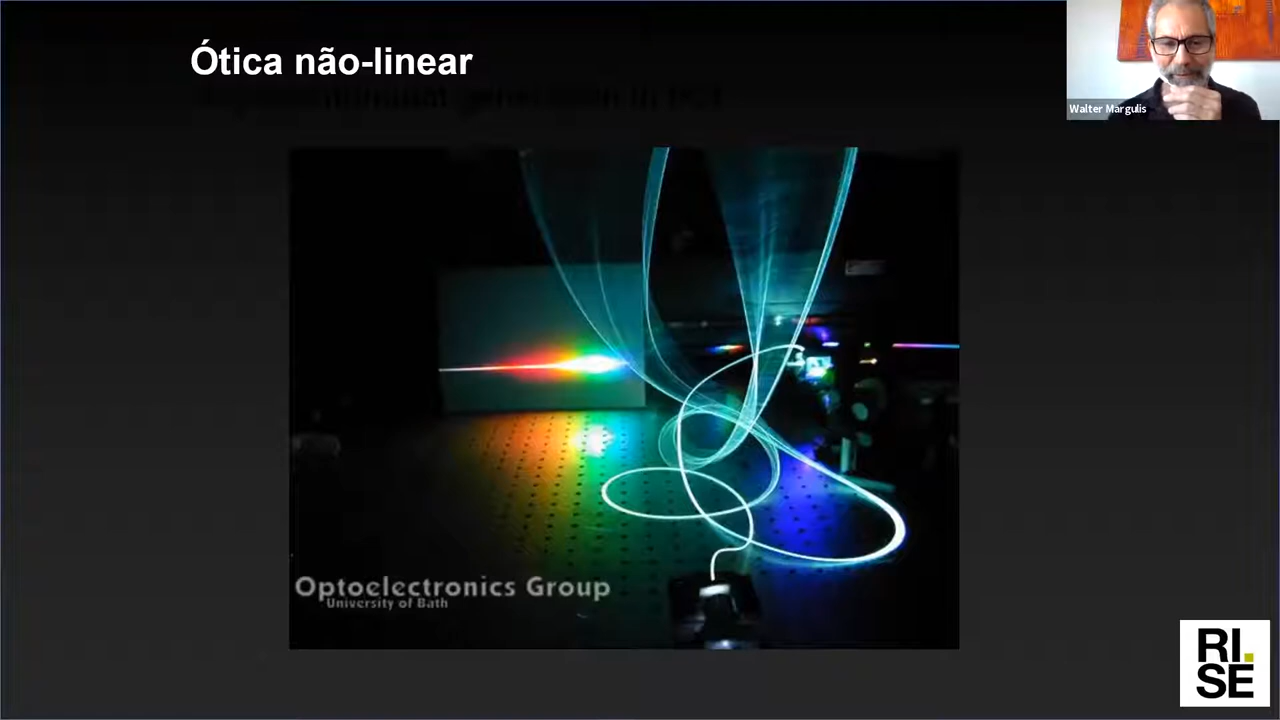 Ótica não-linear
Walter Margulis
Optoelectronics Group
University of Bath
RI.
SE